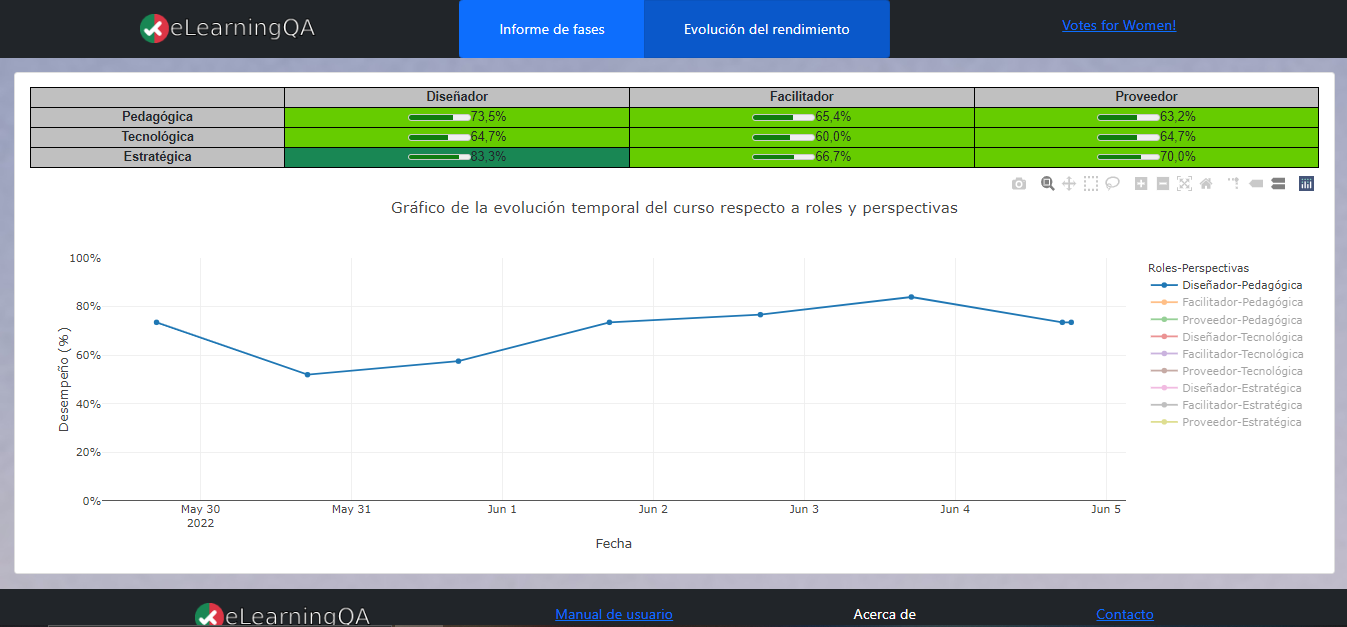 eLearningQA
Informe de fases
Evolución del rendimiento
Votes for Women!
Diseñador Facilitador Proveedor
Pedagógica 73,5% 65,4% 63,2%
Tecnológica 64,7% 60,0% 64,7%
Estratégica 83,3% 66,7% 70,0%
Gráfico de la evolución temporal del curso respecto a roles y perspectivas
100%
80%
60%
40%
20%
0%
Desempeño (%)
May 30
2022
May 31
Jun 1
Jun 2
Jun 3
Jun 4
Jun 5
Fecha
Roles-Perspectivas
Diseñador-Pedagógica
Facilitador-Pedagógica
Proveedor-Pedagógica
Diseñador-Tecnológica
Facilitador-Tecnológica
Proveedor-Tecnológica
Diseñador-Estratégica
Facilitador-Estratégica
Proveedor-Estratégica
eLearningQA
Manual de usuario
Acerca de
Contacto